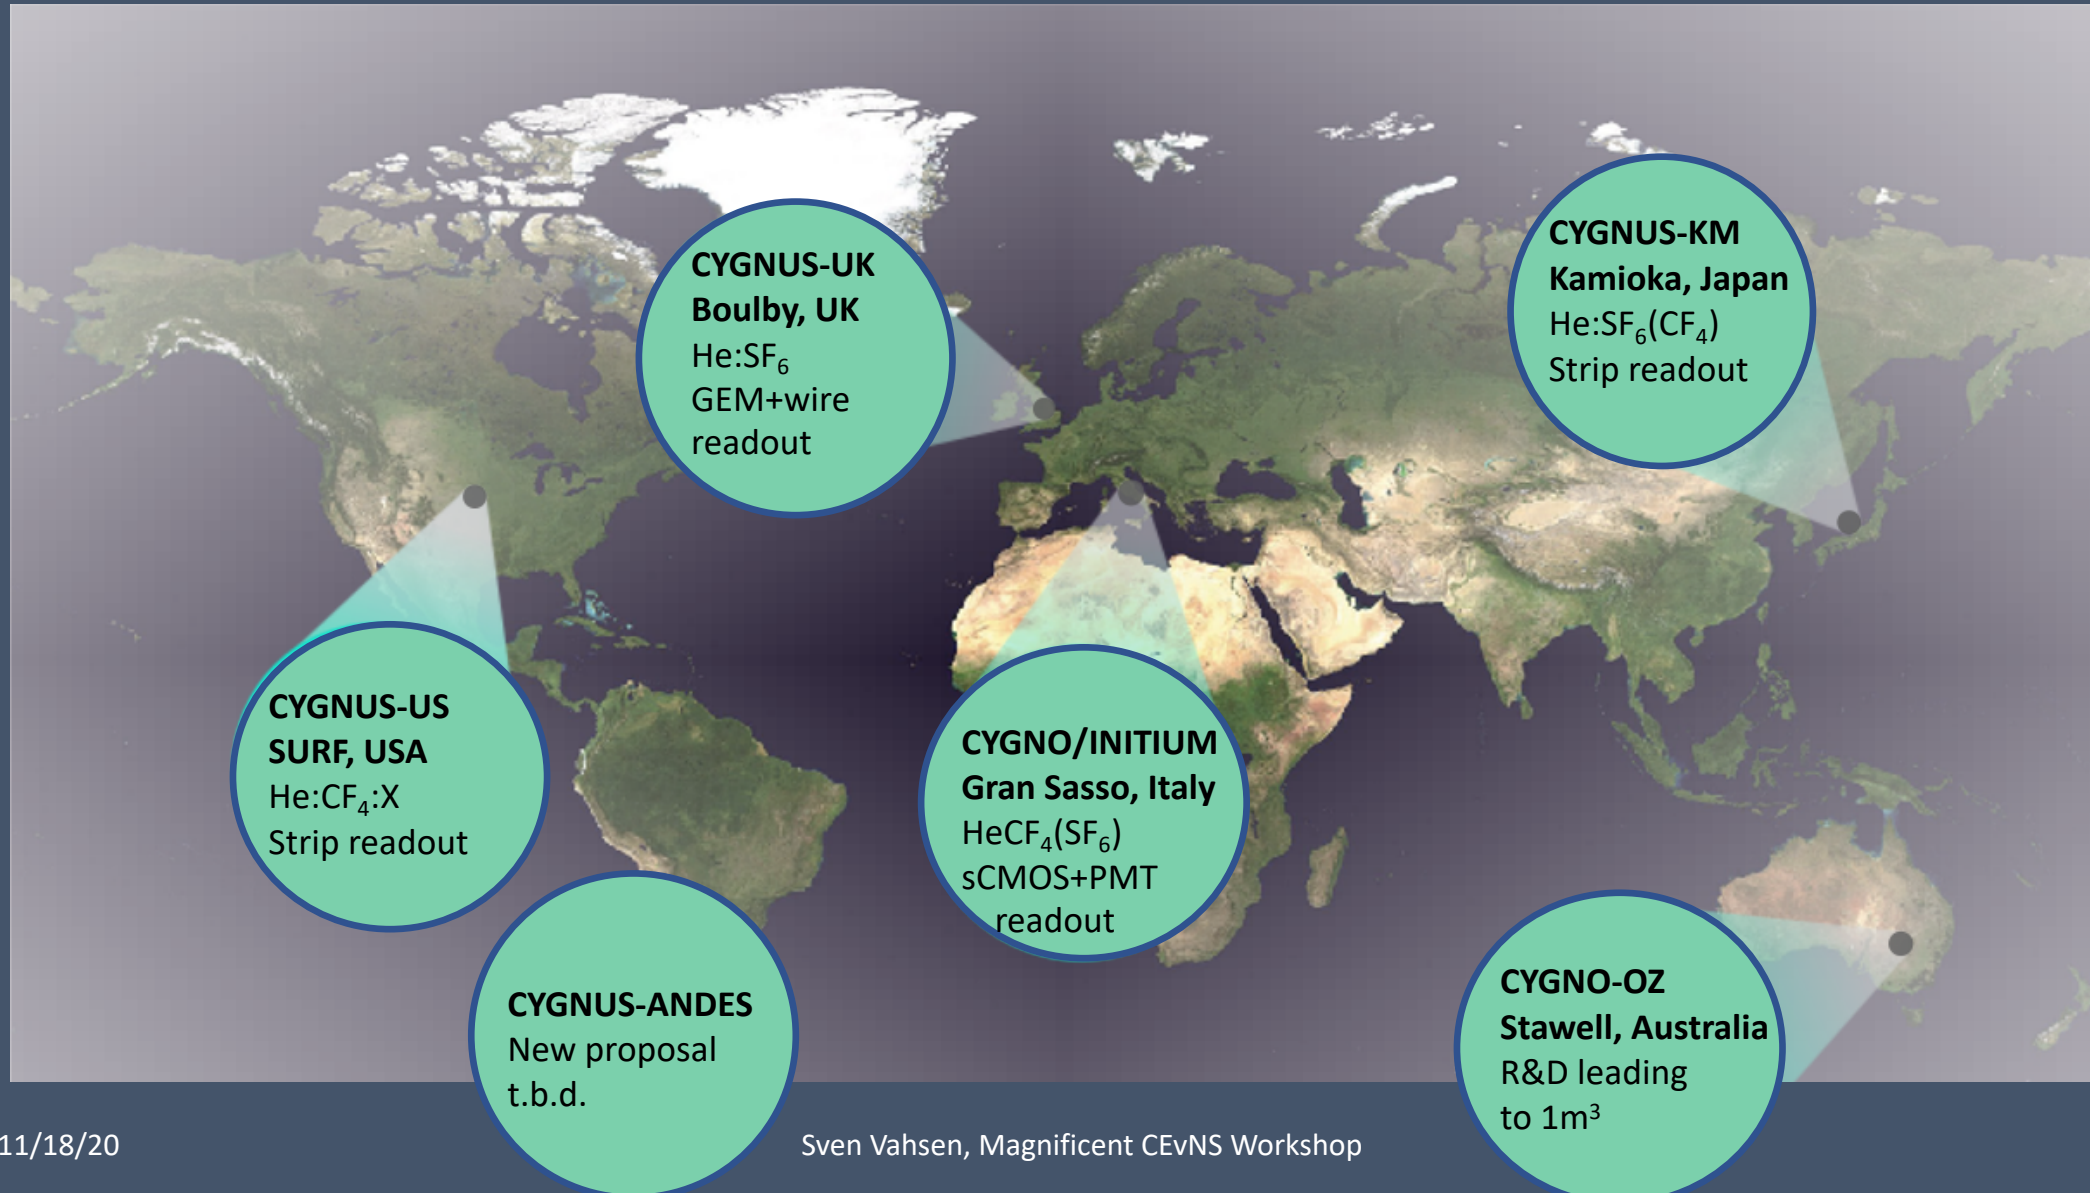 CYGNUS-UK
Boulby, UK
He:SF₆
GEM+wire
readout
CYGNUS-KM
Kamioka, Japan
He:SF₆(CF₄)
Strip readout
CYGNUS-US
SURF, USA
He:CF₄:X
Strip readout
CYGNO/INITIUM
Gran Sasso, Italy
HeCF₄(SF₆)
sCMOS+PMT
readout
CYGNUS-ANDES
New proposal
t.b.d.
CYGNO-OZ
Stawell, Australia
R&D leading
to 1m³
11/18/20
Sven Vahsen, Magnificent CEvNS Workshop